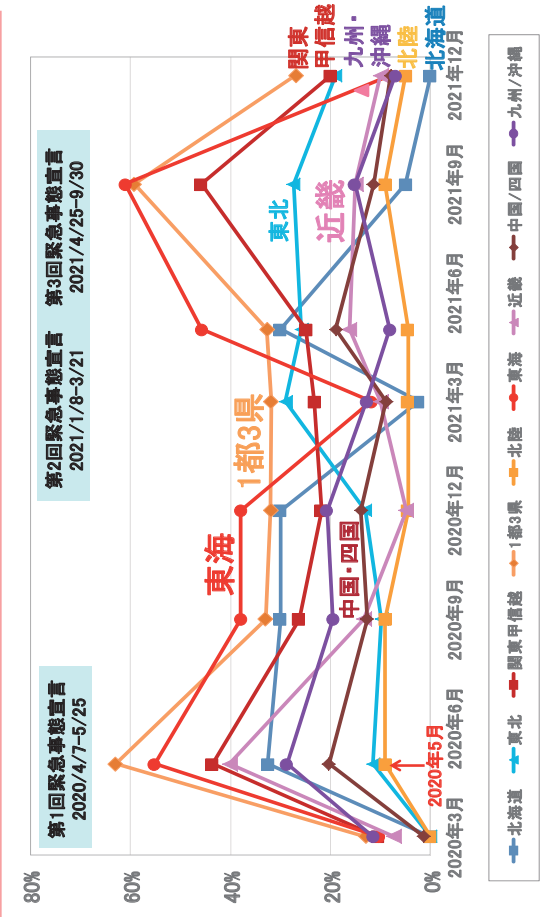 第1回緊急事態宣言
2020/4/7-5/25
第2回緊急事態宣言
2021/1/8-3/21
第3回緊急事態宣言
2021/4/25-9/30
80%
60%
40%
20%
0%
東海
1都3県
中国・四国
東北
近畿
関東
甲信越
九州・
沖縄
北陸
北海道
2020年5月
2020年3月
2020年6月
2020年9月
2020年12月
2021年3月
2021年6月
2021年9月
2021年12月
北海道
東北
関東甲信越
1都3県
北陸
東海
近畿
中国/四国
九州/沖縄